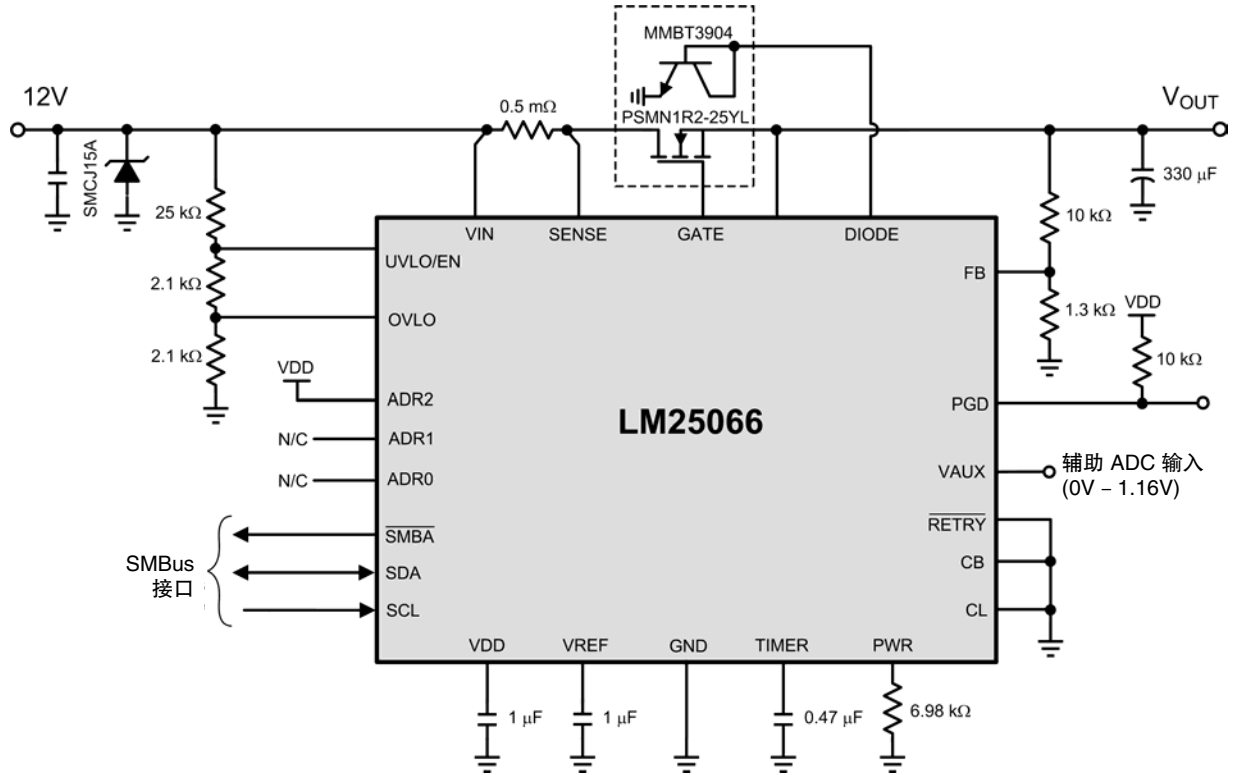 MMBT3904
12V
0.5 mΩ
PSMN1R2-25YL
VOUT
SMCJ15A
330 µF
25 kΩ
10 kΩ
VIN
SENSE
GATE
DIODE
UVLO/EN
FB
2.1 kΩ
1.3 kΩ
VDD
OVLO
2.1 kΩ
10 kΩ
VDD
ADR2
PGD
LM25066
N/C
ADR1
VAUX
辅助 ADC 输入
(0V – 1.16V)
N/C
ADR0
RETRY
SMBA
SMBus
接口
SDA
CB
SCL
CL
VDD
VREF
GND
TIMER
PWR
1 µF
1 µF
0.47 µF
6.98 kΩ